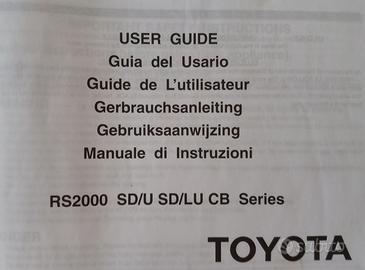 USER GUIDE
Guia del Usario
Guide de L'utilisateur
Gerbrauchsanleiting
Gebruiksaanwijzing
Manuale di Instruzioni
RS2000 SD/U SD/LU CB Series
TOYOTA